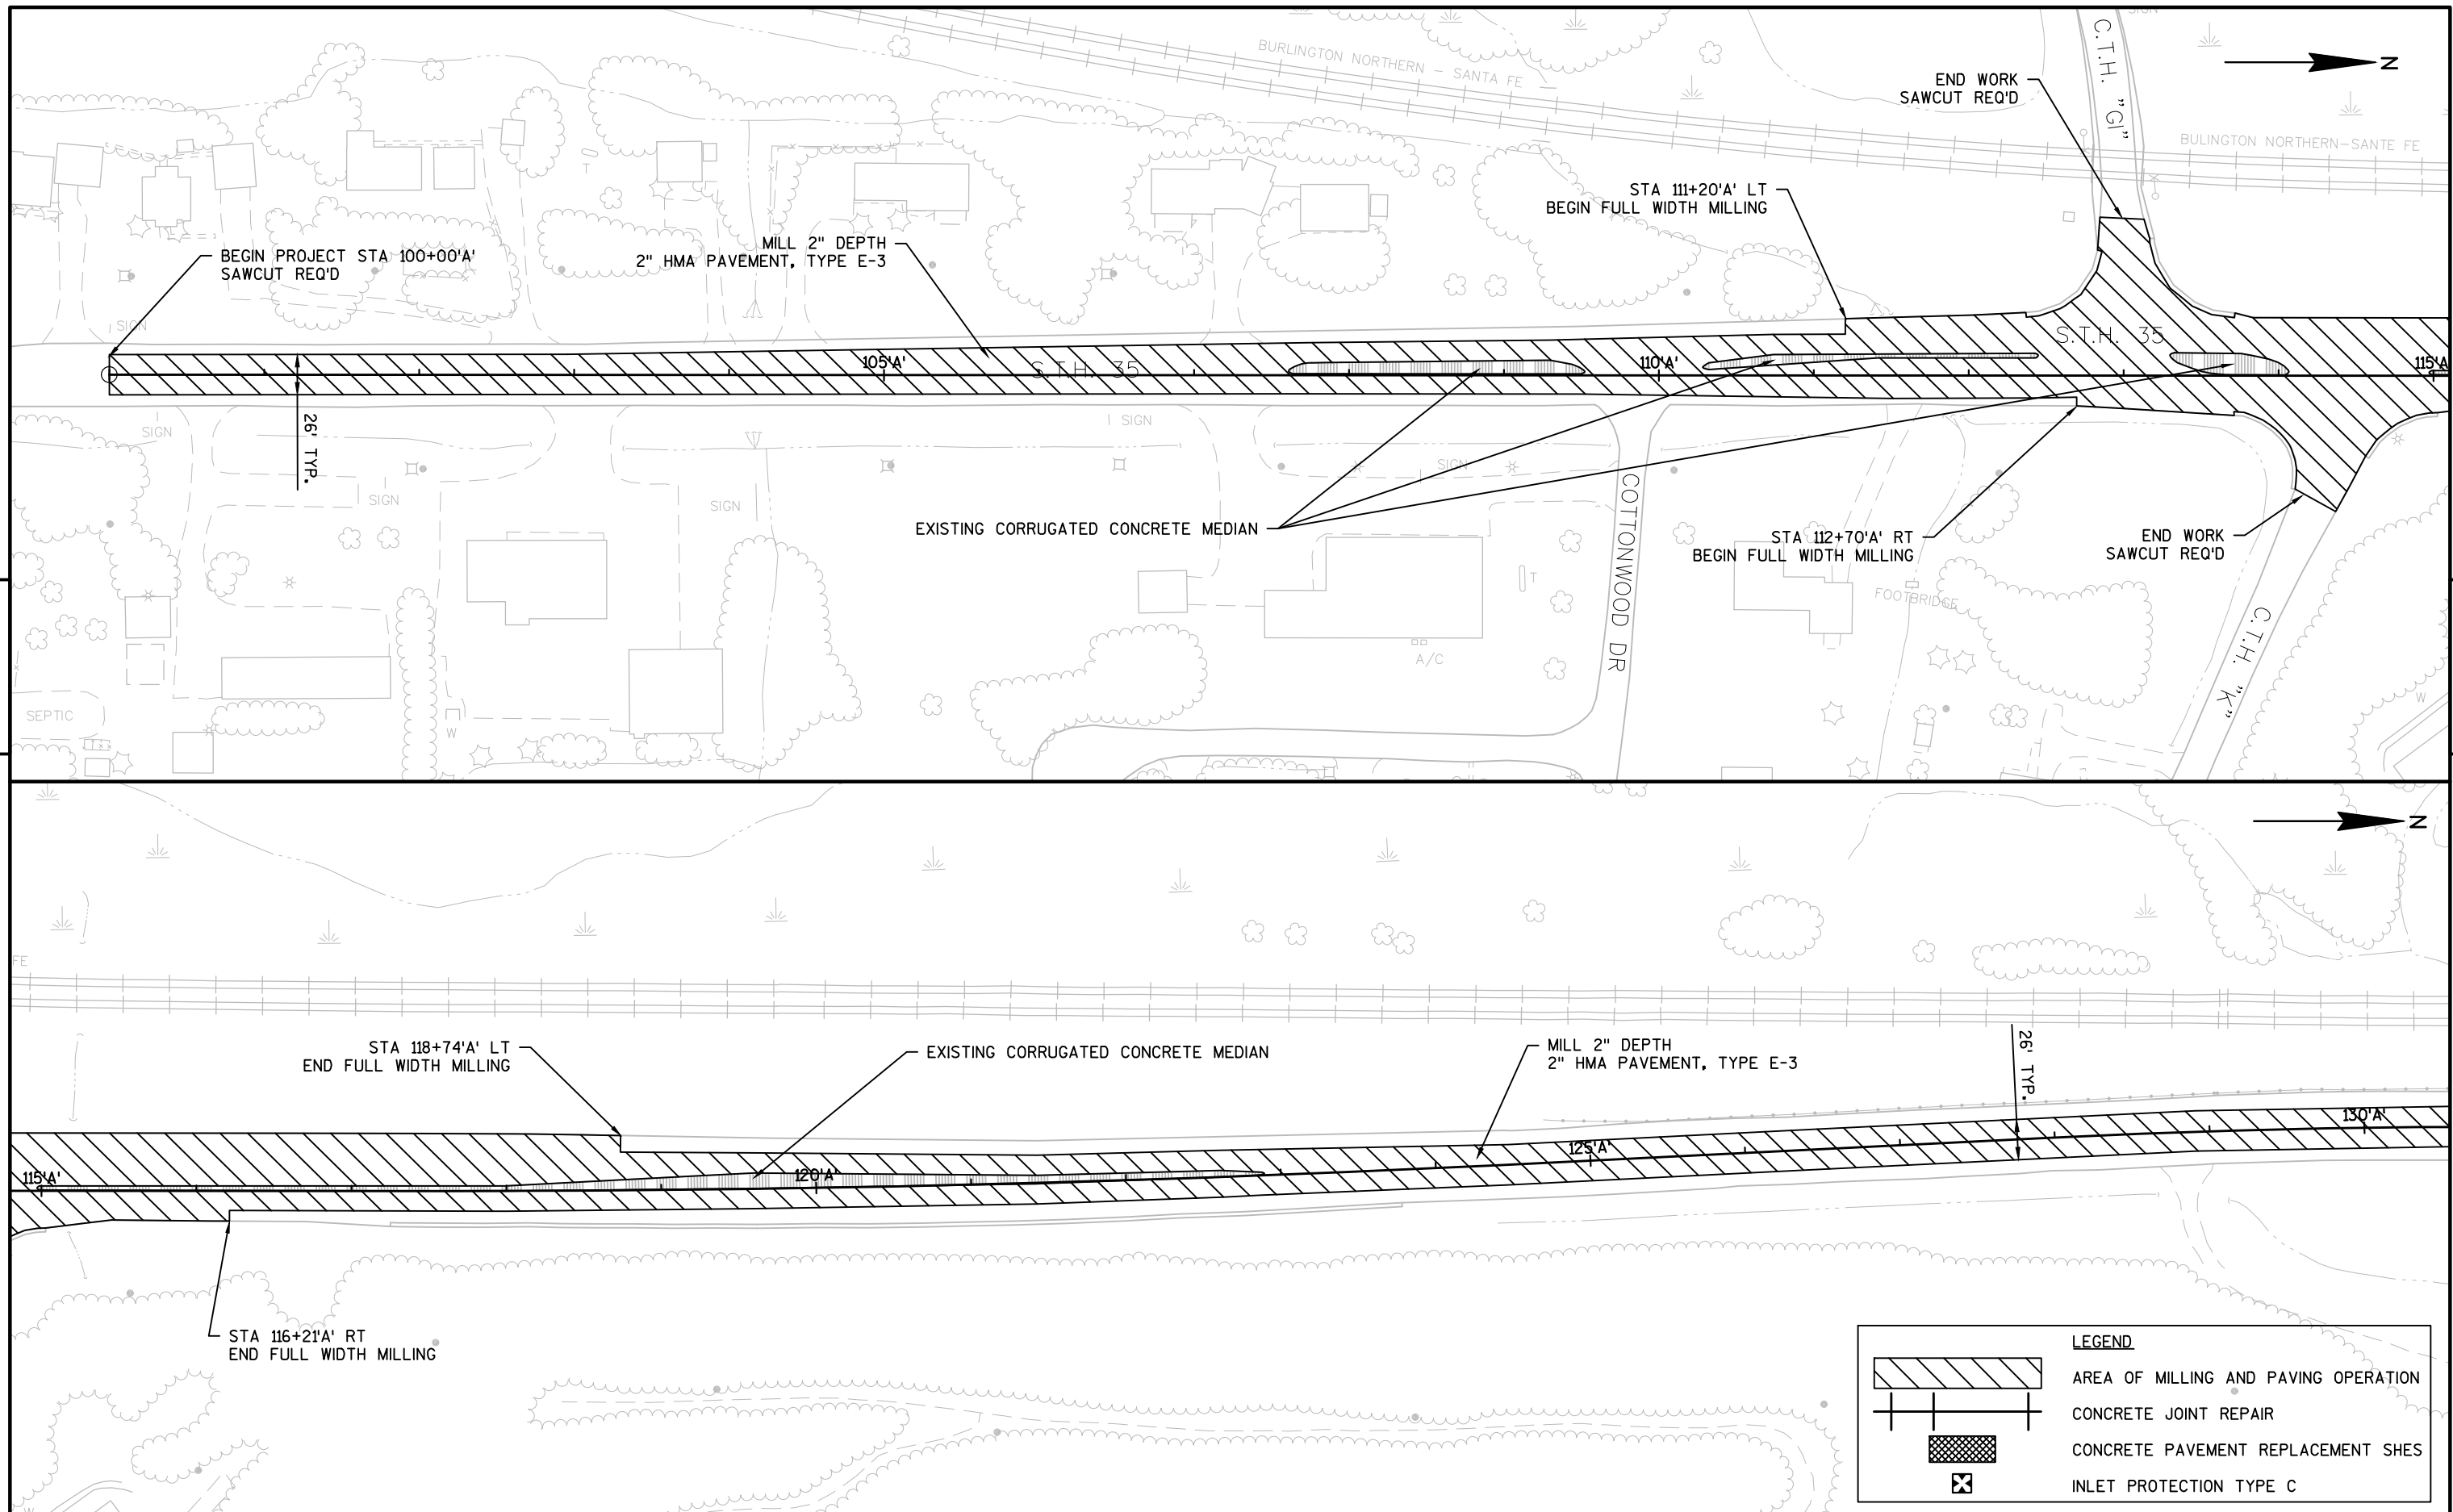 SIGN
C.T.H. "GI"
N
BURLINGTON NORTHERN - SANTA FE
END WORK
SAWCUT REQ'D
BULINGTON NORTHERN-SANTE FE
STA 111+20'A' LT
BEGIN FULL WIDTH MILLING
T
BEGIN PROJECT STA 100+00'A'
SAWCUT REQ'D
MILL 2" DEPTH
2" HMA PAVEMENT, TYPE E-3
SIGN
S.T.H. 35
105'A'
S.T.H. 35
110'A'
115'A'
26' TYP.
SIGN
SIGN
SIGN
SIGN
SIGN
EXISTING CORRUGATED CONCRETE MEDIAN
COTTONWOOD DR
STA 112+70'A' RT
BEGIN FULL WIDTH MILLING
END WORK
SAWCUT REQ'D
T
FOOTBRIDGE
A/C
C.T.H. "K"
SEPTIC
W
W
T
N
FE
STA 118+74'A' LT
END FULL WIDTH MILLING
EXISTING CORRUGATED CONCRETE MEDIAN
MILL 2" DEPTH
2" HMA PAVEMENT, TYPE E-3
26' TYP.
115'A'
120'A'
125'A'
130'A'
STA 116+21'A' RT
END FULL WIDTH MILLING
LEGEND
AREA OF MILLING AND PAVING OPERATION
CONCRETE JOINT REPAIR
CONCRETE PAVEMENT REPLACEMENT SHES
INLET PROTECTION TYPE C
W